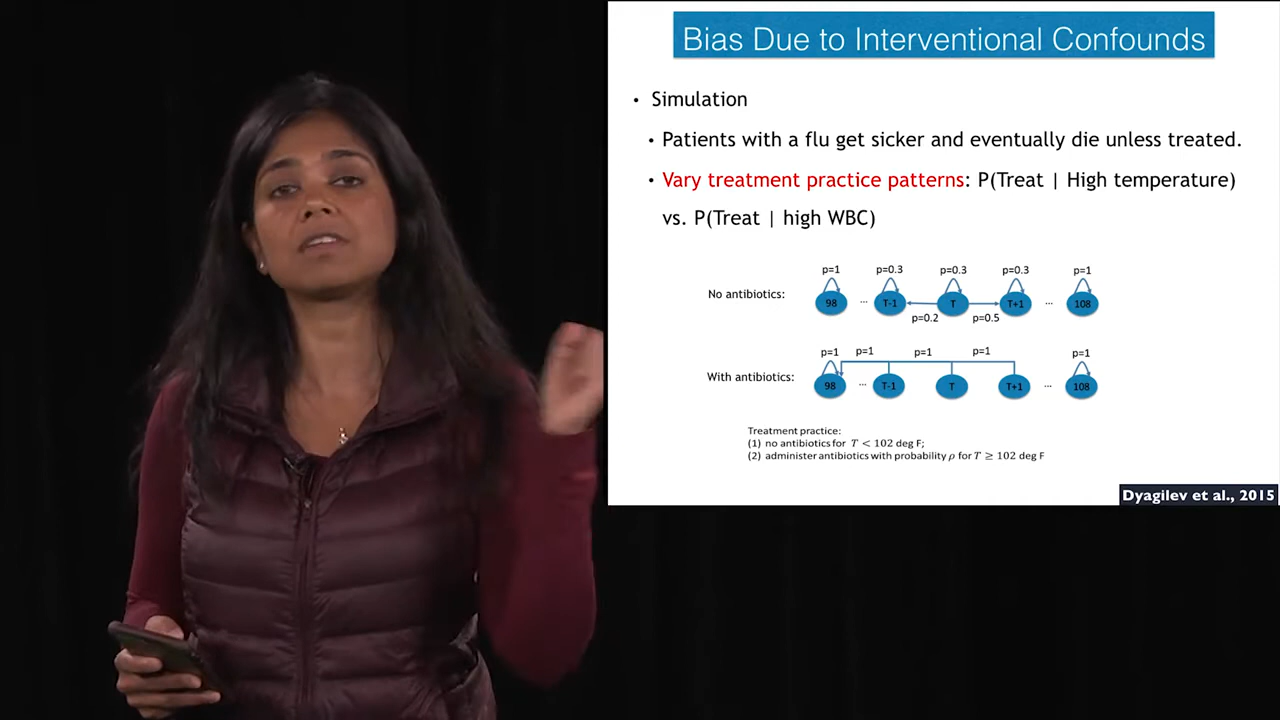 Bias Due to Interventional Confounds
• Simulation
• Patients with a flu get sicker and eventually die unless treated.
• Vary treatment practice patterns: P(Treat | High temperature)
vs. P(Treat | high WBC)
p=1 p=0.3 p=0.3 p=0.3 p=1
No antibiotics: 98 ... T-1 T T+1 ... 108
p=0.2 p=0.5
p=1 p=1 p=1 p=1 p=1
With antibiotics: 98 ... T-1 T T+1 ... 108
Treatment practice:
(1) no antibiotics for T < 102 deg F;
(2) administer antibiotics with probability ρ for T ≥ 102 deg F
Dyagilev et al., 2015